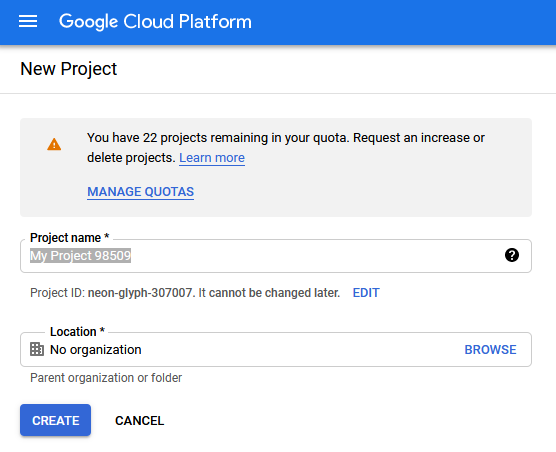 Google Cloud Platform
New Project
You have 22 projects remaining in your quota. Request an increase or
delete projects. Learn more
MANAGE QUOTAS
Project name *
My Project 98509
Project ID: neon-glyph-307007. It cannot be changed later. EDIT
Location *
No organization BROWSE
Parent organization or folder
CREATE CANCEL